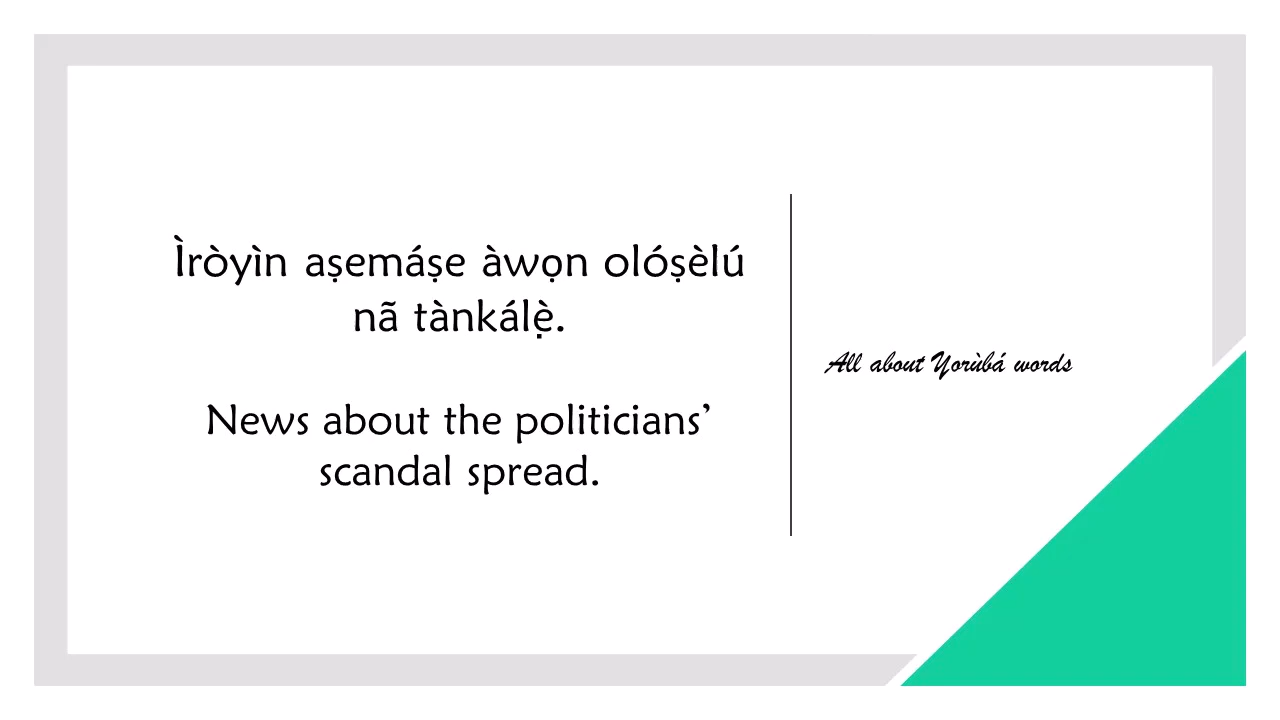 Ìròyìn aṣemáṣe àwọn olóṣèlú
nã tànkálẹ̀.
News about the politicians’
scandal spread.
All about Yorùbá words